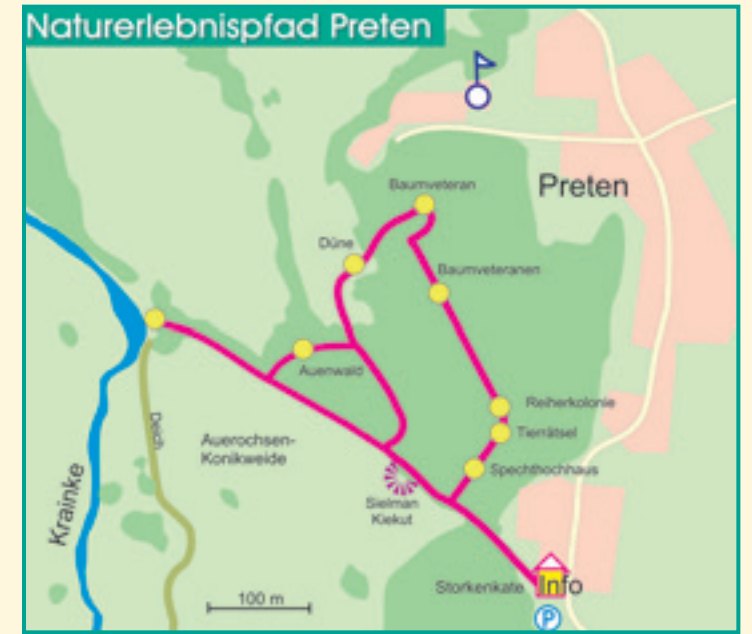 Naturerlebnispfad Preten
Baumveteran
Preten
Düne
Baumveteranen
Auenwald
Reiherkolonie
Deich
Auerochsen-
Konikweide
Tierrätsel
Spechthochhaus
Krainke
Sielman
Kiekut
Storkenkate
Info
100 m
P